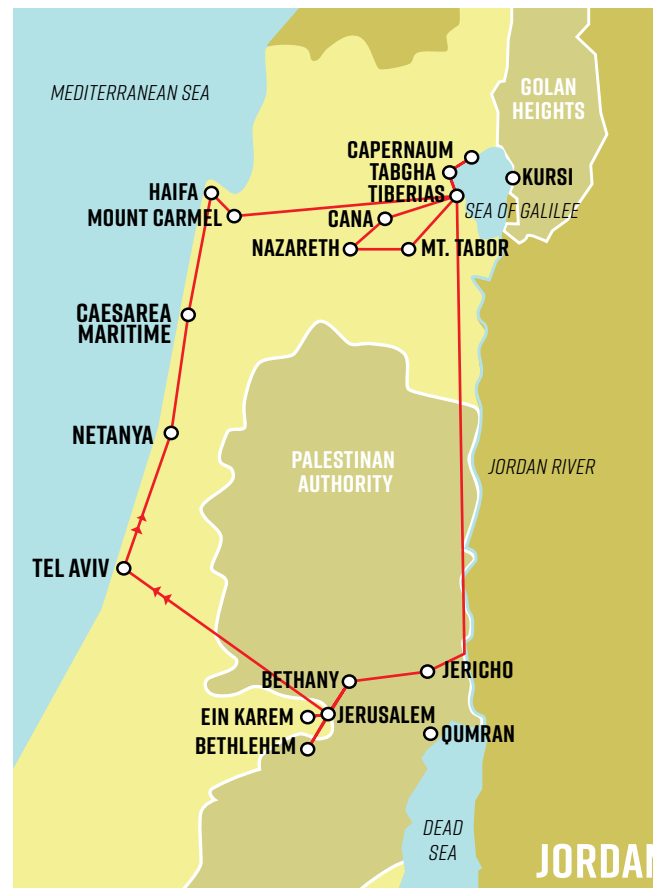 MEDITERRANEAN SEA
GOLAN
HEIGHTS
CAPERNAUM
TABGHA
KURSI
HAIFA
TIBERIAS
MOUNT CARMEL
CANA
SEA OF GALILEE
NAZARETH
MT. TABOR
CAESAREA
MARITIME
NETANYA
PALESTINAN
AUTHORITY
JORDAN RIVER
TEL AVIV
BETHANY
JERICHO
EIN KAREM
JERUSALEM
BETHLEHEM
QUMRAN
DEAD
SEA
JORDAN